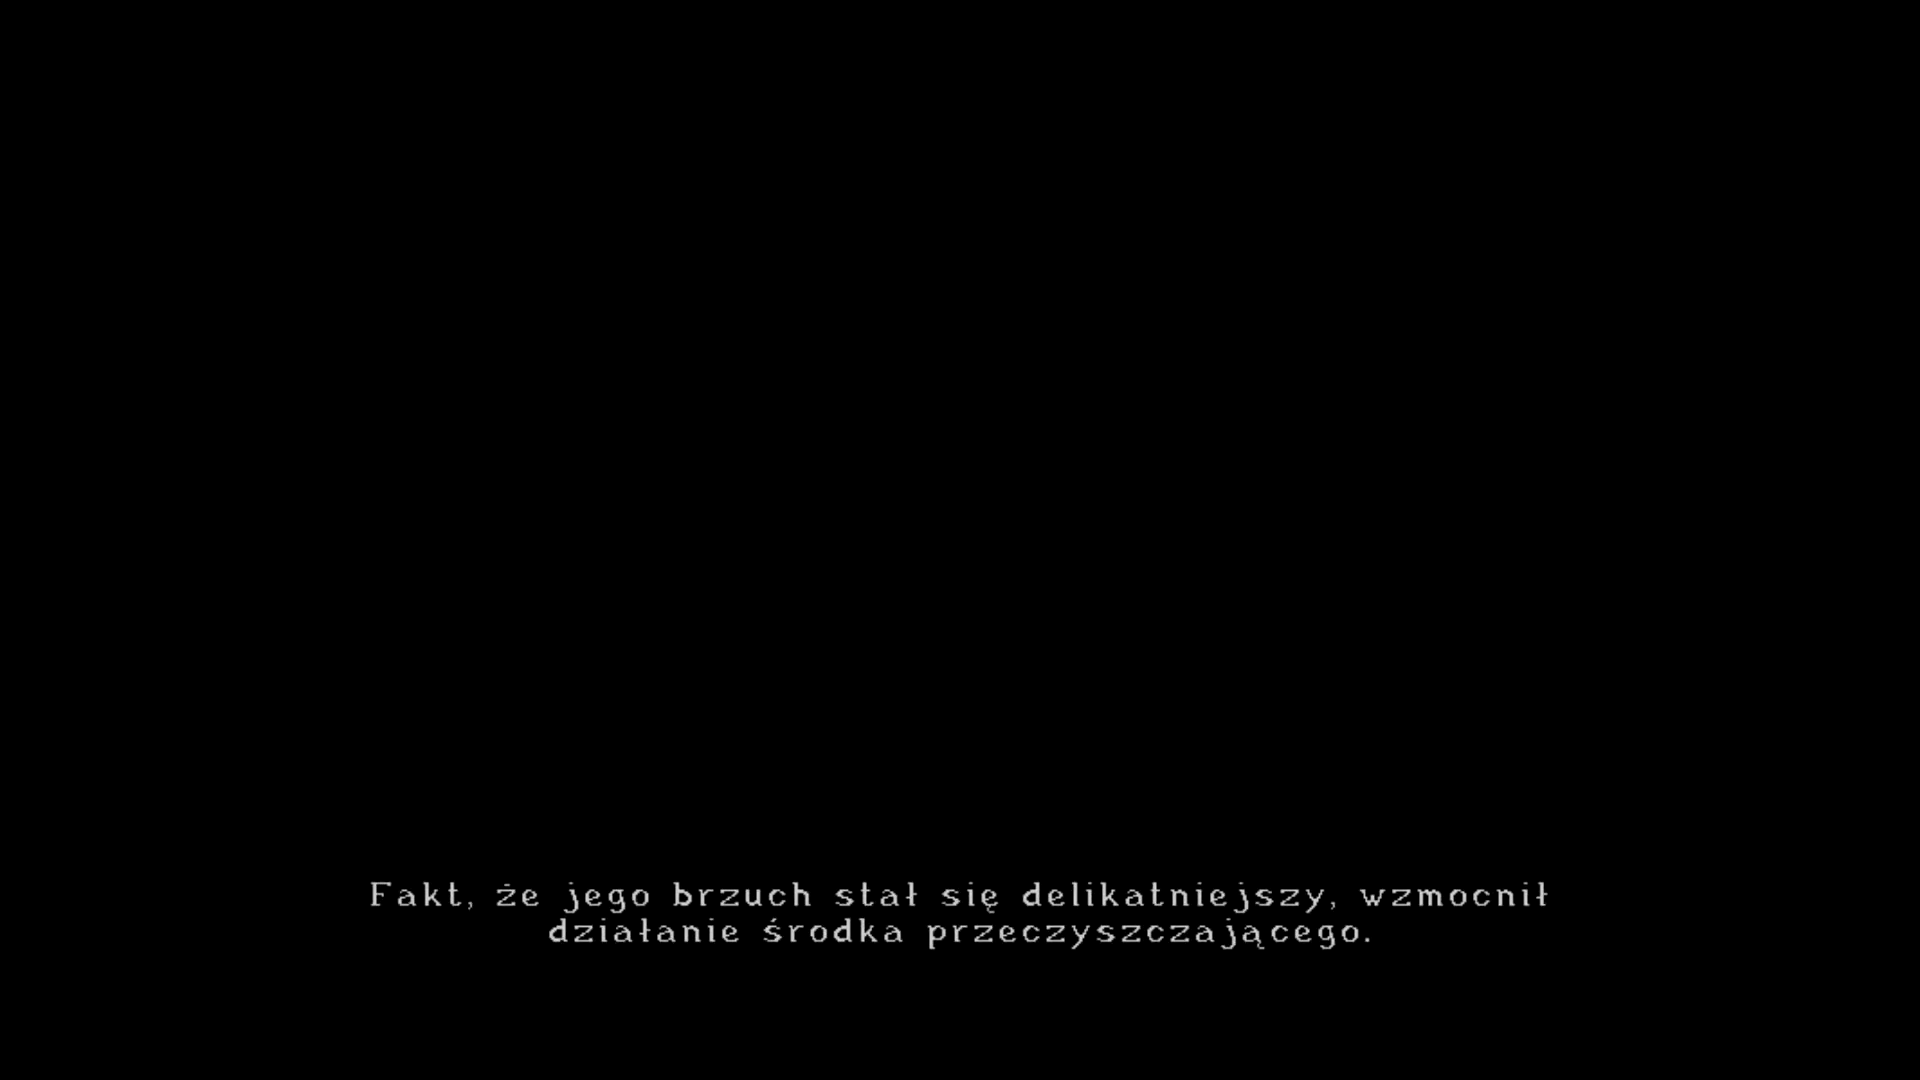 Fakt, że jego brzuch stał się delikatniejszy, wzmocnił
działanie środka przeczyszczającego.